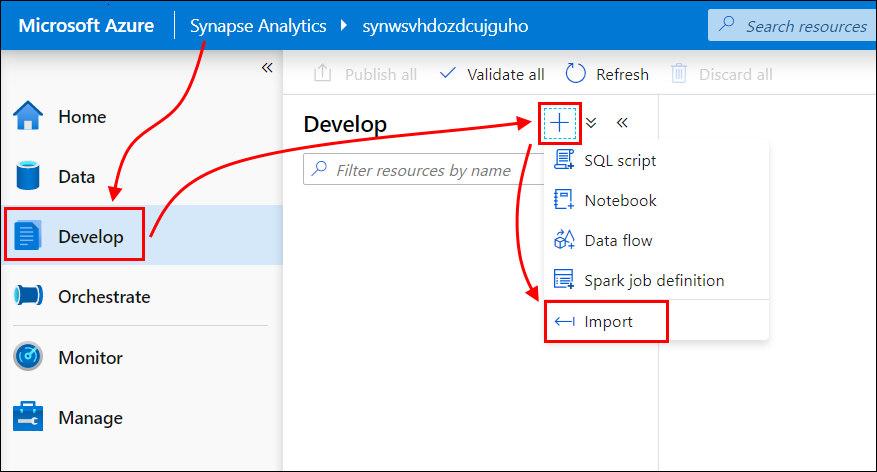 Microsoft Azure Synapse Analytics synwsvhdozdcujguho Search resources
Publish all Validate all Refresh Discard all
Home
Data
Develop
Orchestrate
Monitor
Manage
Develop
Filter resources by name
SQL script
Notebook
Data flow
Spark job definition
Import